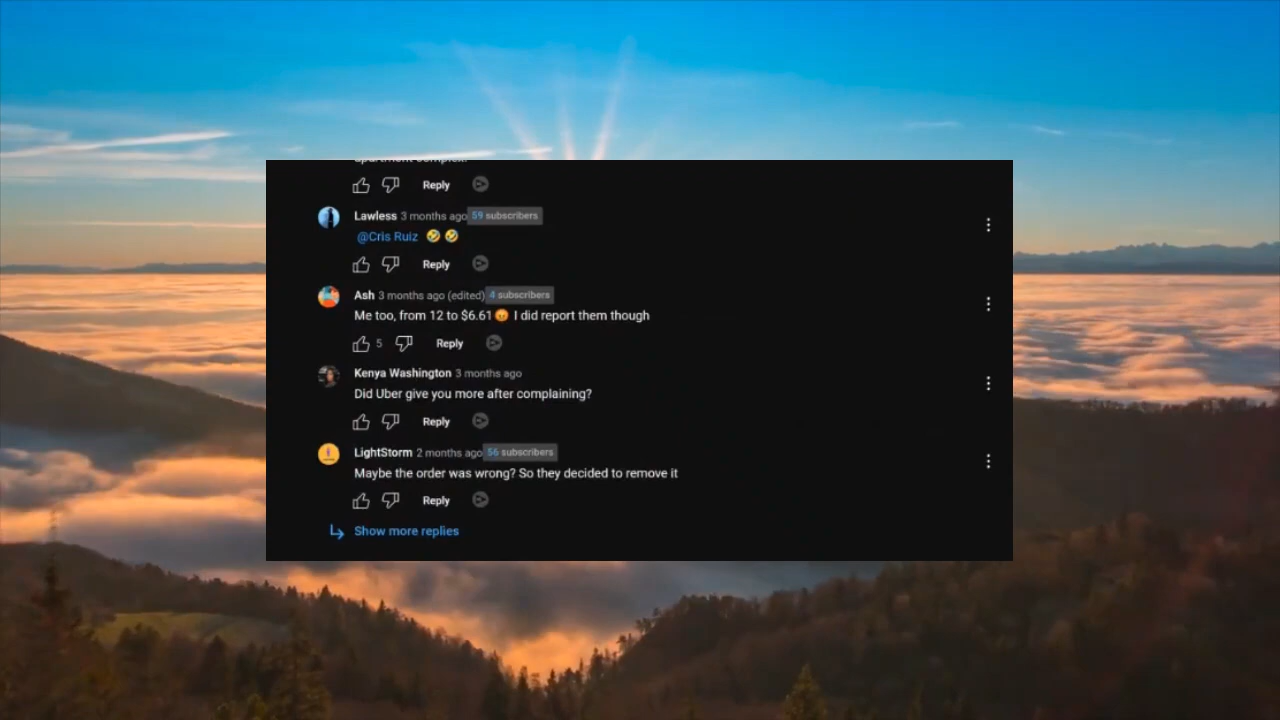 apartment complex.
Reply
Lawless 3 months ago 59 subscribers
@Cris Ruiz 🤣 🤣
Reply
Ash 3 months ago (edited) 4 subscribers
Me too, from 12 to $6.61😡 I did report them though
5 Reply
Kenya Washington 3 months ago
Did Uber give you more after complaining?
Reply
LightStorm 2 months ago 56 subscribers
Maybe the order was wrong? So they decided to remove it
Reply
Show more replies